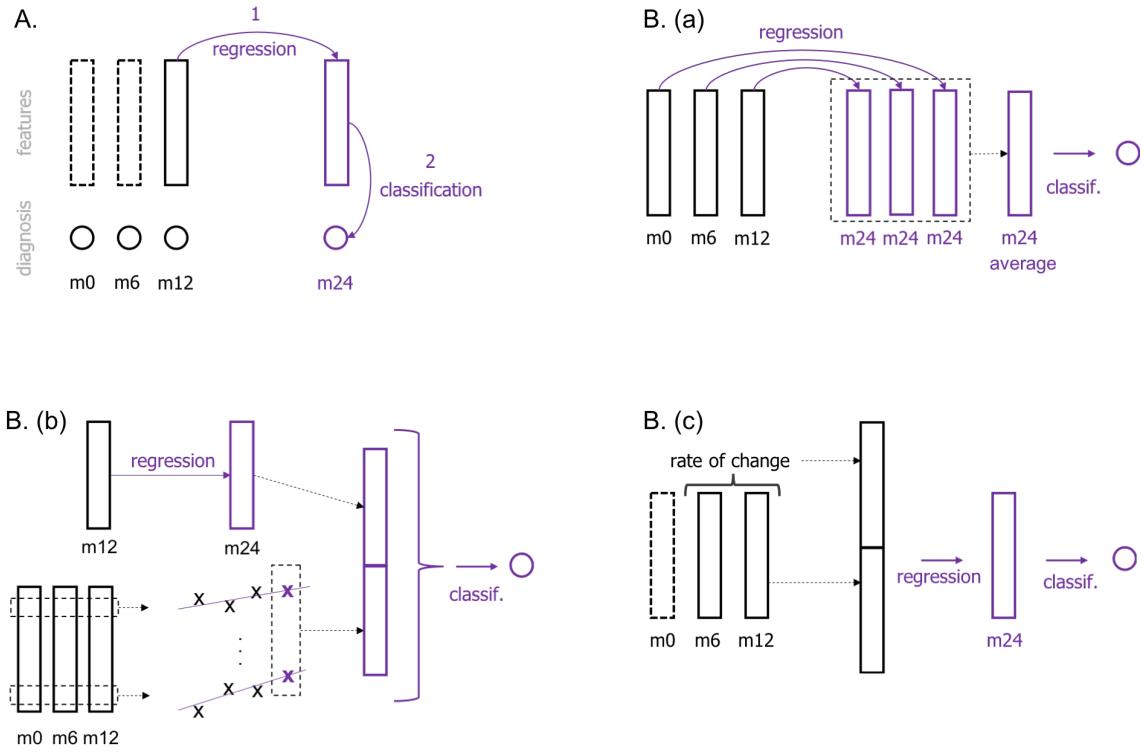 A.
1
regression
features
2
classification
diagnosis
m0 m6 m12 m24
B. (a)
regression
classif.
m0 m6 m12 m24 m24 m24 m24
average
B. (b)
regression
m12 m24
classif.
x x x x
. . .
x x x x
m0 m6 m12
B. (c)
rate of change
regression classif.
m0 m6 m12 m24